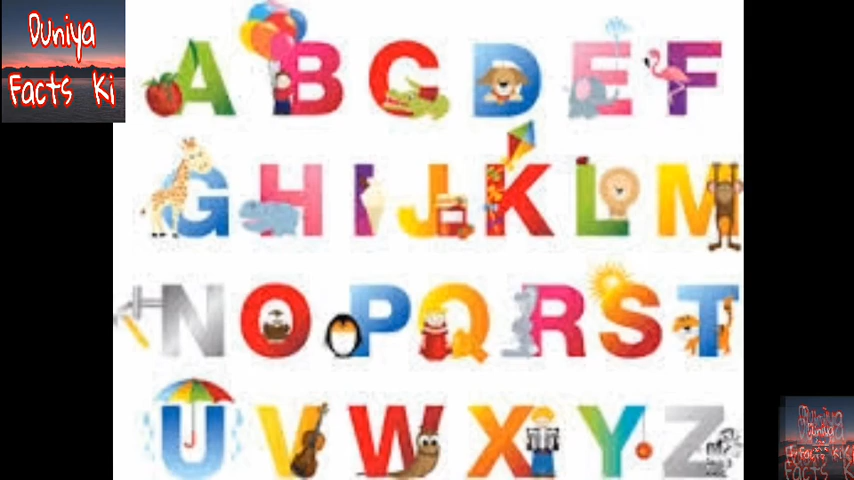 Duniya
Facts Ki
A B C D E F
G H I J K L M
N O P Q R S T
U V W X Y Z